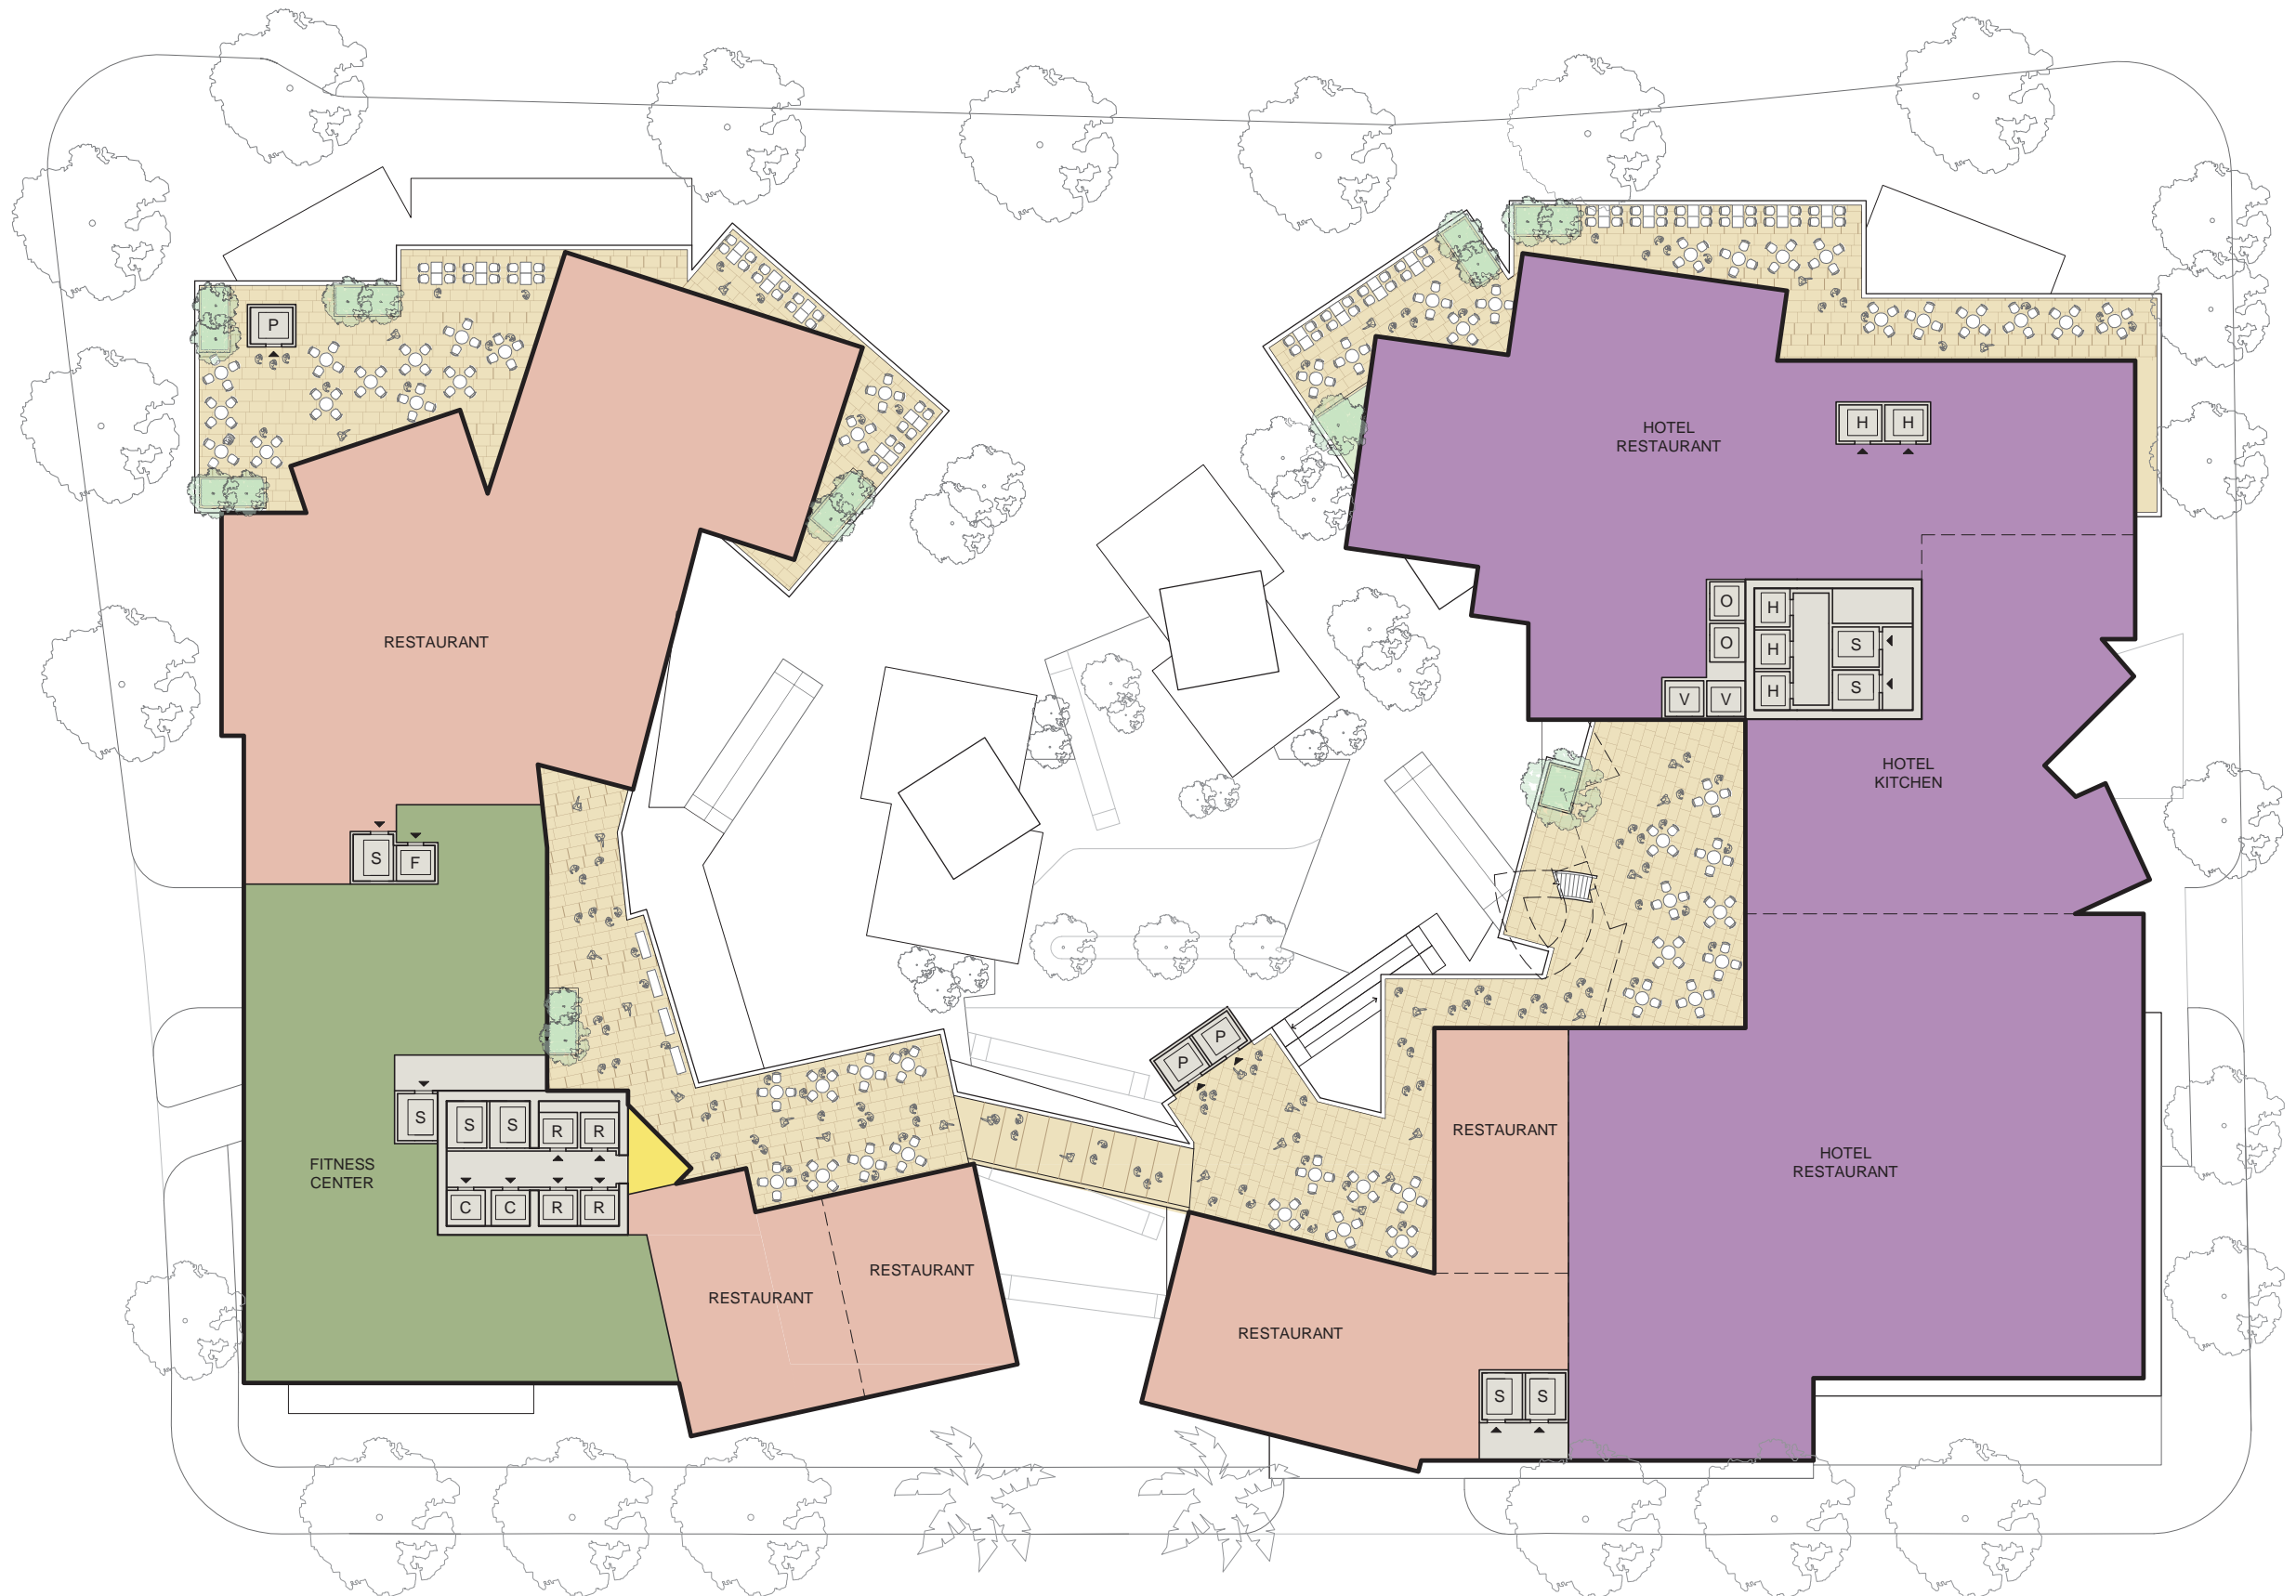 P
HOTEL
RESTAURANT
H H
RESTAURANT
O
H
O
H
S
V V
H
S
HOTEL
KITCHEN
S F
P P
FITNESS
CENTER
S
S S R R
C C R R
RESTAURANT
RESTAURANT
RESTAURANT
HOTEL
RESTAURANT
RESTAURANT
S S